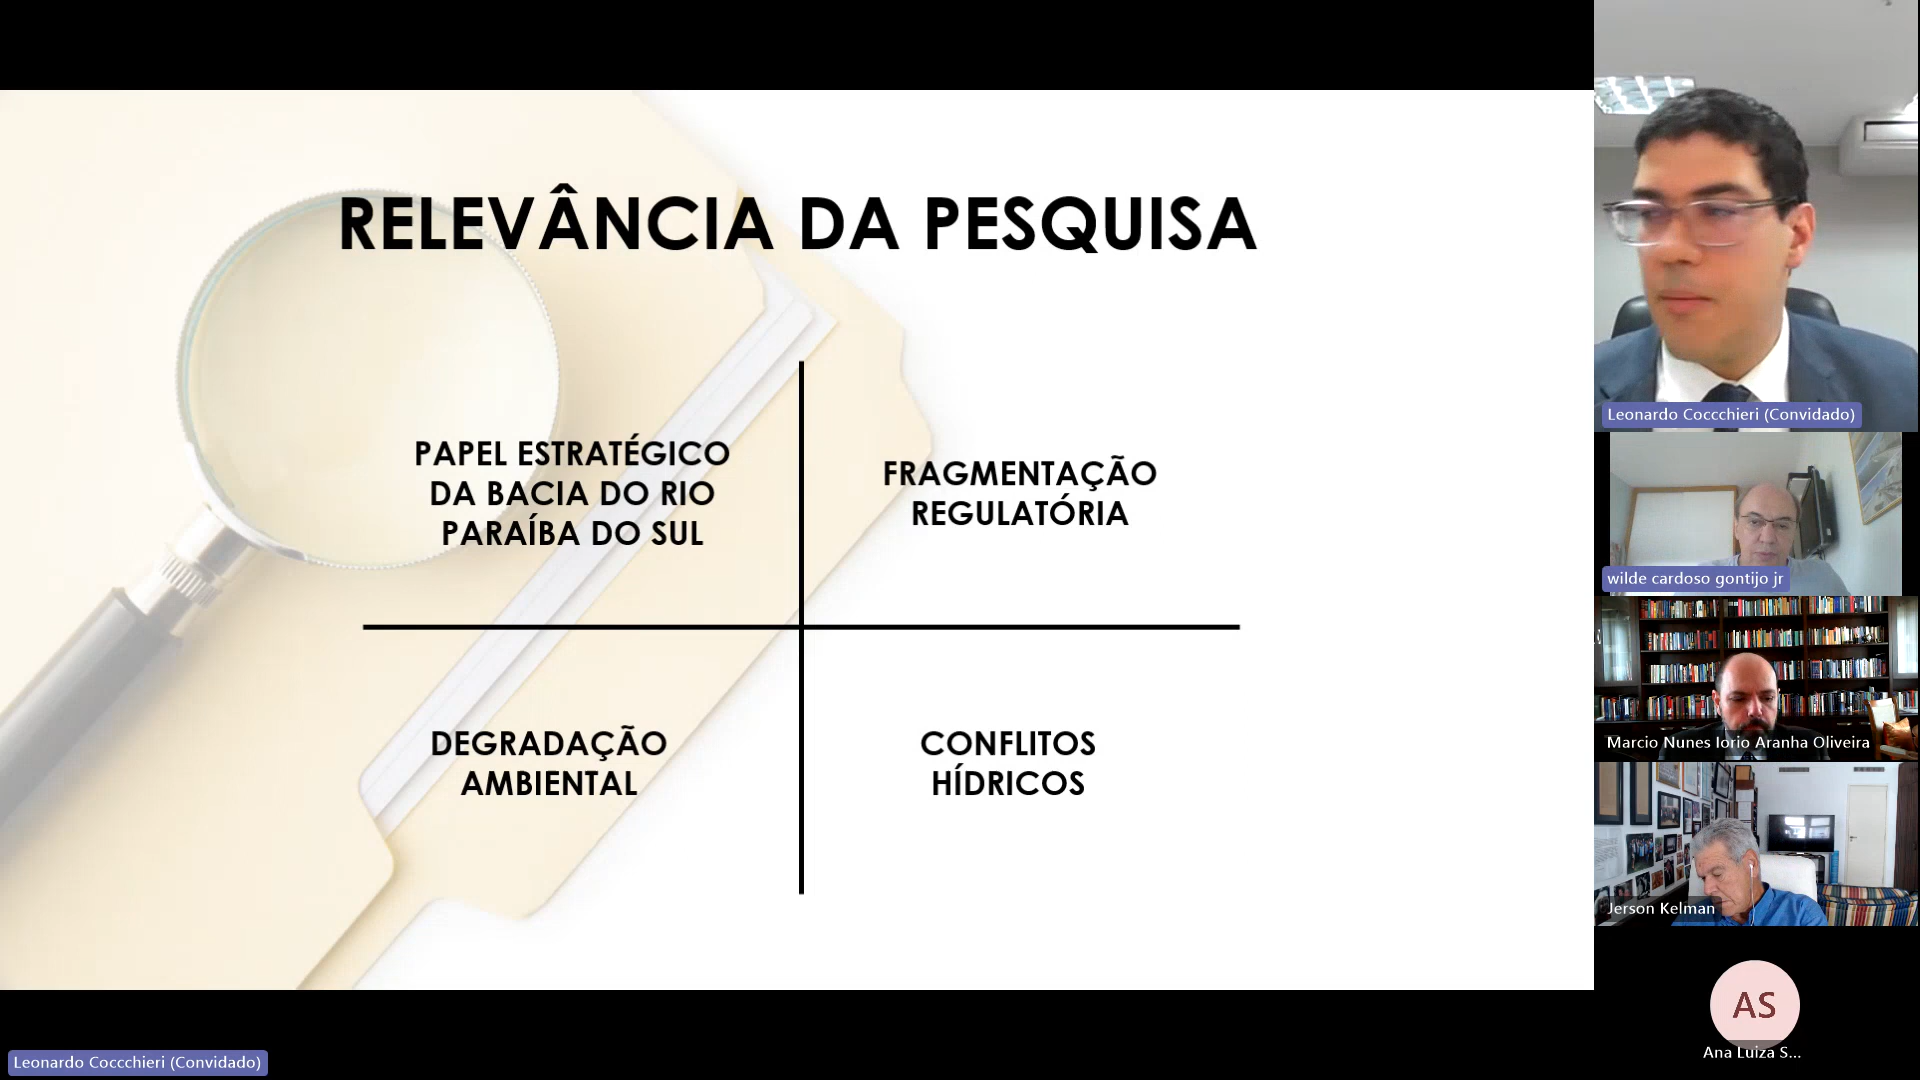 RELEVÂNCIA DA PESQUISA
PAPEL ESTRATÉGICO
DA BACIA DO RIO
PARAÍBA DO SUL
FRAGMENTAÇÃO
REGULATÓRIA
DEGRADAÇÃO
AMBIENTAL
CONFLITOS
HÍDRICOS
Leonardo Coccchieri (Convidado)
wilde cardoso gontijo jr
Marcio Nunes Iorio Aranha Oliveira
Jerson Kelman
AS
Ana Luiza S...
Leonardo Coccchieri (Convidado)